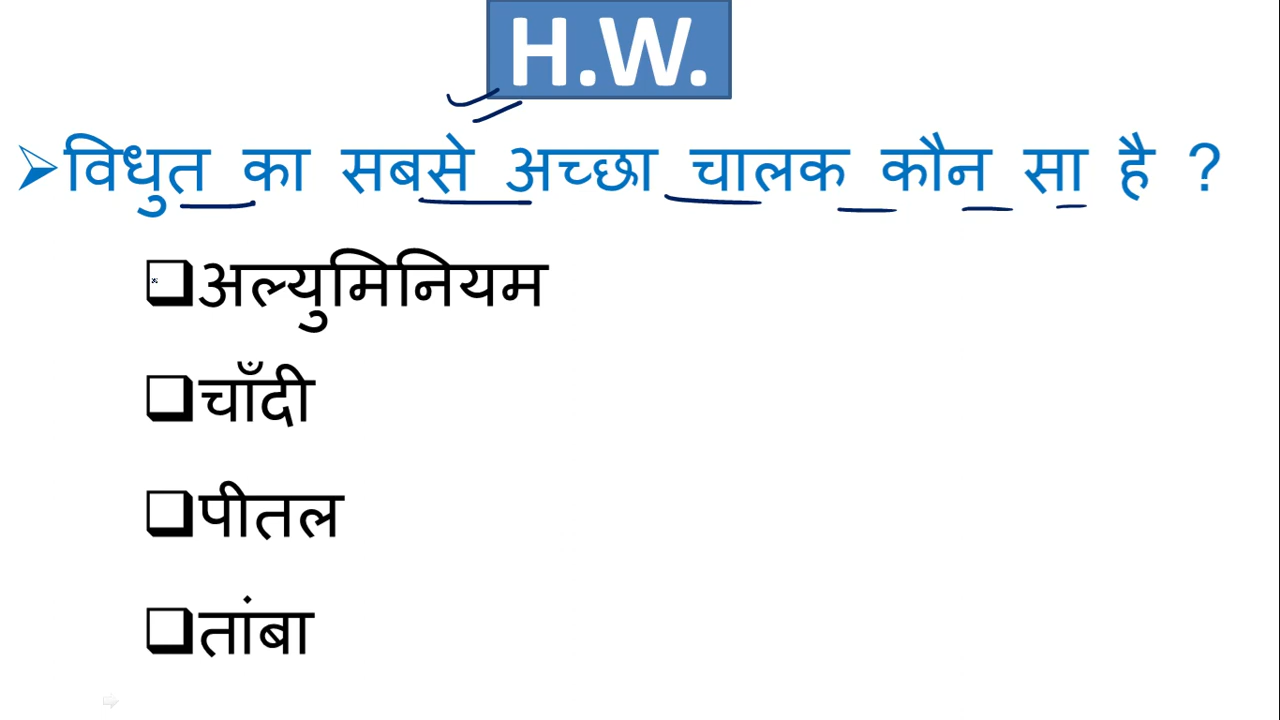 H.W.
विधुत का सबसे अच्छा चालक कौन सा है ?
अल्युमिनियम
चाँदी
पीतल
तांबा